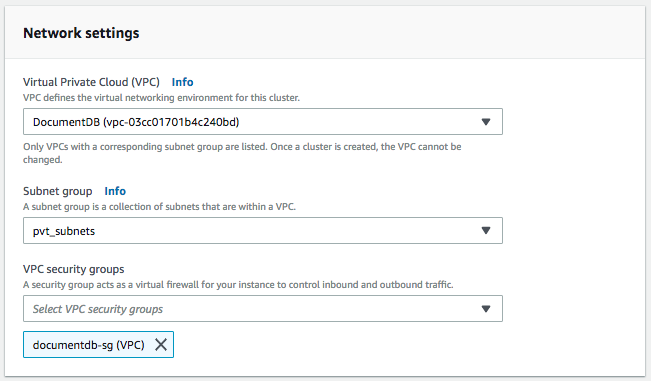 Network settings
Virtual Private Cloud (VPC) Info
VPC defines the virtual networking environment for this cluster.
DocumentDB (vpc-03cc01701b4c240bd)
Only VPCs with a corresponding subnet group are listed. Once a cluster is created, the VPC cannot be
changed.
Subnet group Info
A subnet group is a collection of subnets that are within a VPC.
pvt_subnets
VPC security groups
A security group acts as a virtual firewall for your instance to control inbound and outbound traffic.
Select VPC security groups
documentdb-sg (VPC)